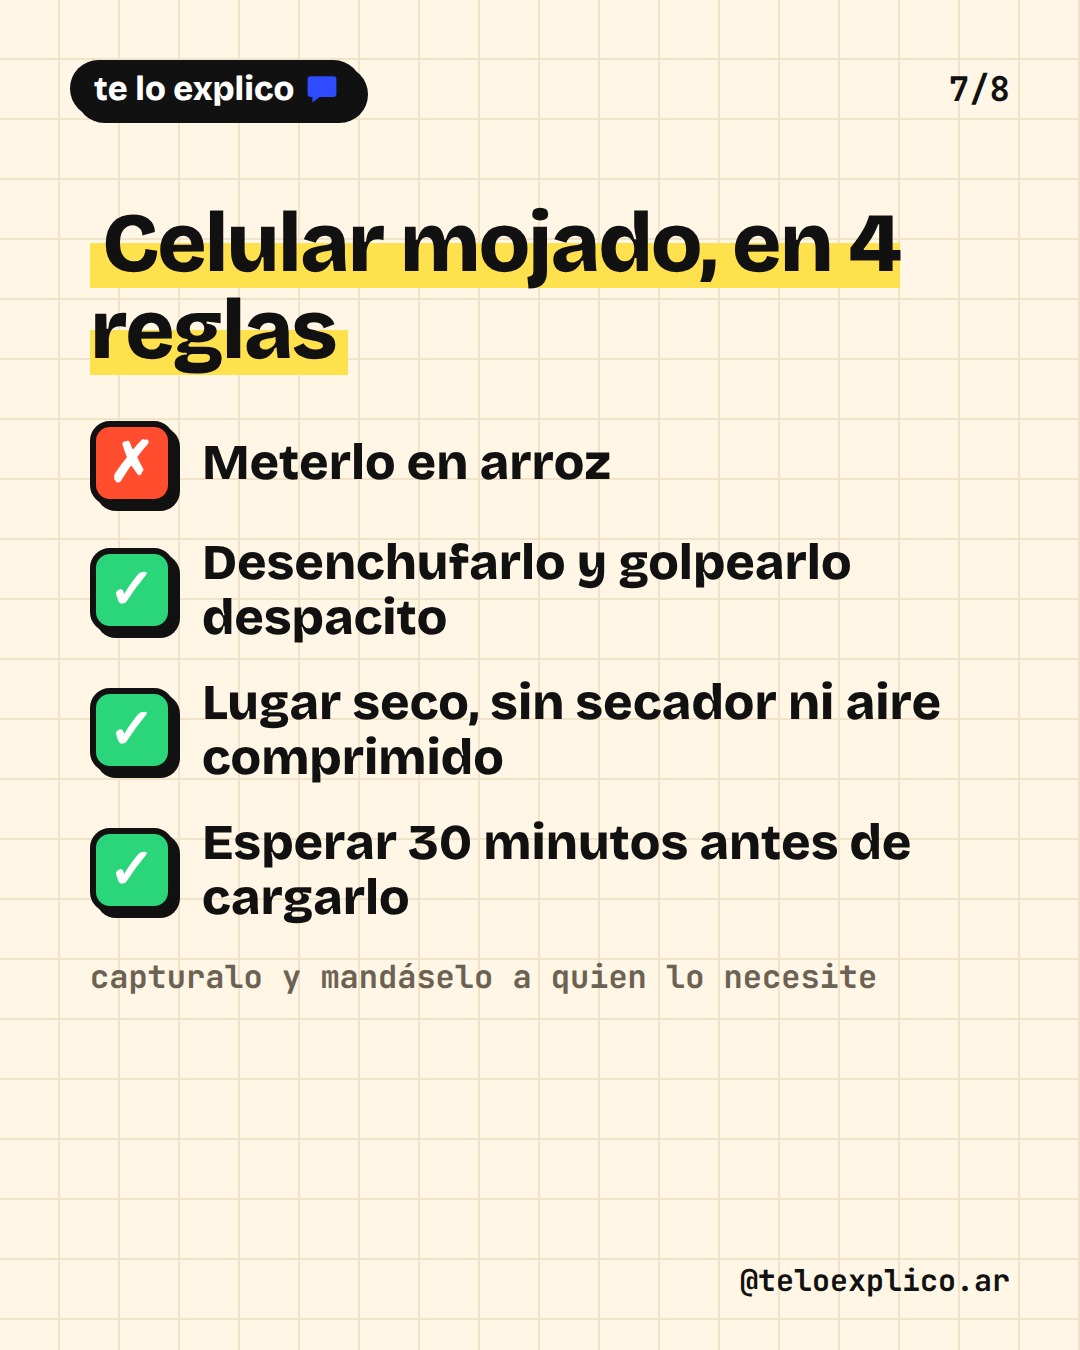 te lo explico
7/8
Celular mojado, en 4
reglas
✗ Meterlo en arroz
✓ Desenchufarlo y golpearlo
despacito
✓ Lugar seco, sin secador ni aire
comprimido
✓ Esperar 30 minutos antes de
cargarlo
capturalo y mandáselo a quien lo necesite
@teloexplico.ar